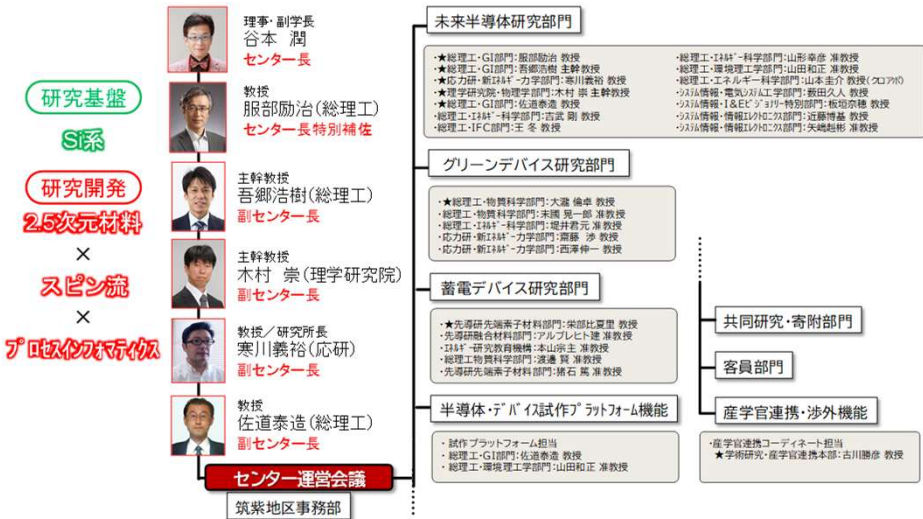 研究基盤
Si系
研究開発
2.5次元材料
×
スピン流
×
プロセスインフォマティクス
理事・副学長
谷本 潤
センター長
教授
服部励治(総理工)
センター長特別補佐
主幹教授
吾郷浩樹(総理工)
副センター長
主幹教授
木村 崇(理学研究院)
副センター長
教授／研究所長
寒川義裕(応研)
副センター長
教授
佐道泰造(総理工)
副センター長
センター運営会議
筑紫地区事務部
未来半導体研究部門
・★総理工・GI部門：服部励治 教授
・★総理工・GI部門：吾郷浩樹 主幹教授
・★応力研・新エネルギー力学部門：寒川義裕 教授
・★理学研究院・物理学部門：木村 崇 主幹教授
・★総理工・GI部門：佐道泰造 教授
・総理工・エネルギー科学部門：吉武 剛 教授
・総理工・IFC部門：王 冬 教授
・総理工・エネルギー科学部門：山形幸彦 准教授
・総理工・環境理工学部門：山田和正 准教授
・総理工・エネルギー科学部門：山本圭介 教授(クロアポ)
・システム情報・電気システム工学部門：薮田久人 教授
・システム情報・I&Eビジョナリー特別部門：板垣奈穂 教授
・システム情報・情報エレクトロニクス部門：近藤博基 教授
・システム情報・情報エレクトロニクス部門：矢嶋赳彬 准教授
グリーンデバイス研究部門
・★総理工・物質科学部門：大瀧 倫卓 教授
・総理工・物質科学部門：末國 晃一郎 准教授
・総理工・エネルギー科学部門：堤井君元 准教授
・応力研・新エネルギー力学部門：齋藤 渉 教授
・応力研・新エネルギー力学部門：西澤伸一 教授
蓄電デバイス研究部門
・★先導研先端素子材料部門：栄部比夏里 教授
・先導研融合材料部門：アルブレヒト建 准教授
・エネルギー研究教育機構：本山宗主 准教授
・総理工物質科学部門：渡邊 賢 准教授
・先導研先端素子材料部門：猪石 篤 准教授
半導体・デバイス試作プラットフォーム機能
・試作プラットフォーム担当
・総理工・GI部門：佐道泰造 教授
・総理工・環境理工学部門：山田和正 准教授
共同研究・寄附部門
客員部門
産学官連携・渉外機能
・産学官連携コーディネート担当
★学術研究・産学官連携本部：古川勝彦 教授